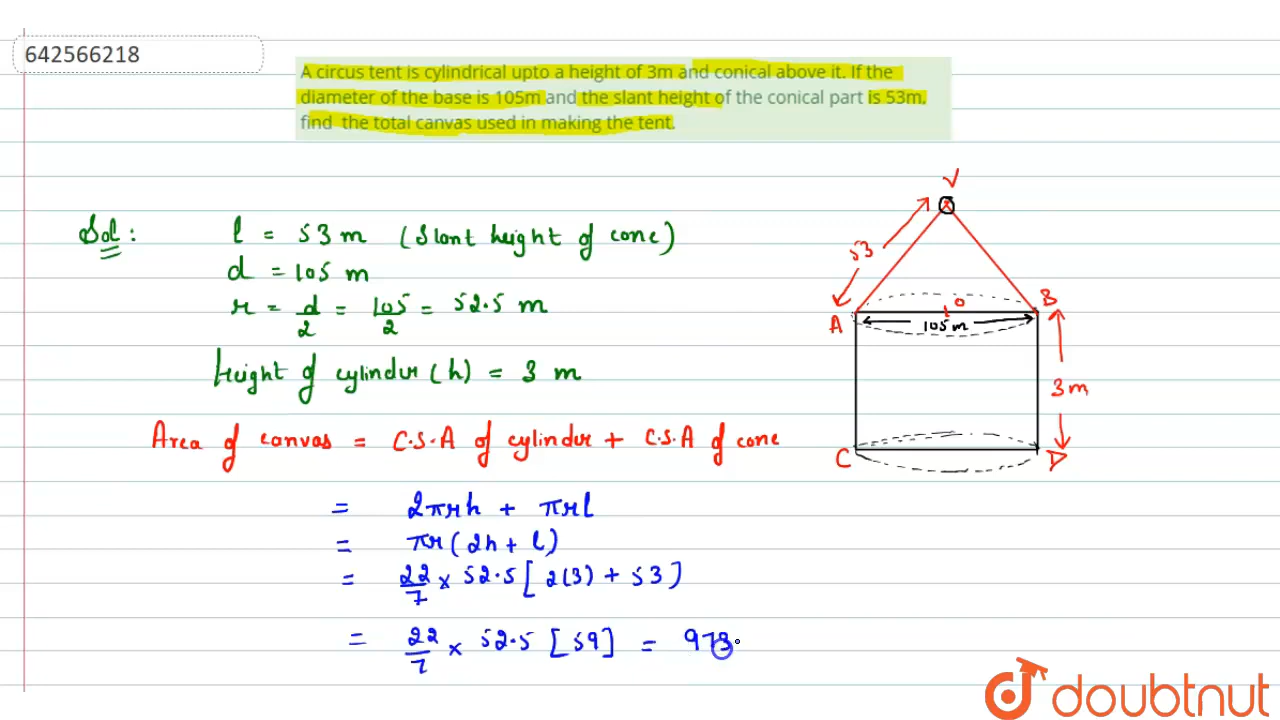 642566218
A circus tent is cylindrical upto a height of 3m and conical above it. If the
diameter of the base is 105m and the slant height of the conical part is 53m,
find the total canvas used in making the tent.
Sol :
l = 53 m (Slant height of cone)
d = 105 m
r = d/2 = 105/2 = 52.5 m
height of cylinder (h) = 3 m
Area of canvas = C.S.A of cylinder + C.S.A of cone
= 2πrh + πrl
= πr (2h + l)
= 22/7 × 52.5 [2(3) + 53]
= 22/7 × 52.5 [59] = 973
V
53
O
A
B
105m
3m
C
D
doubtnut